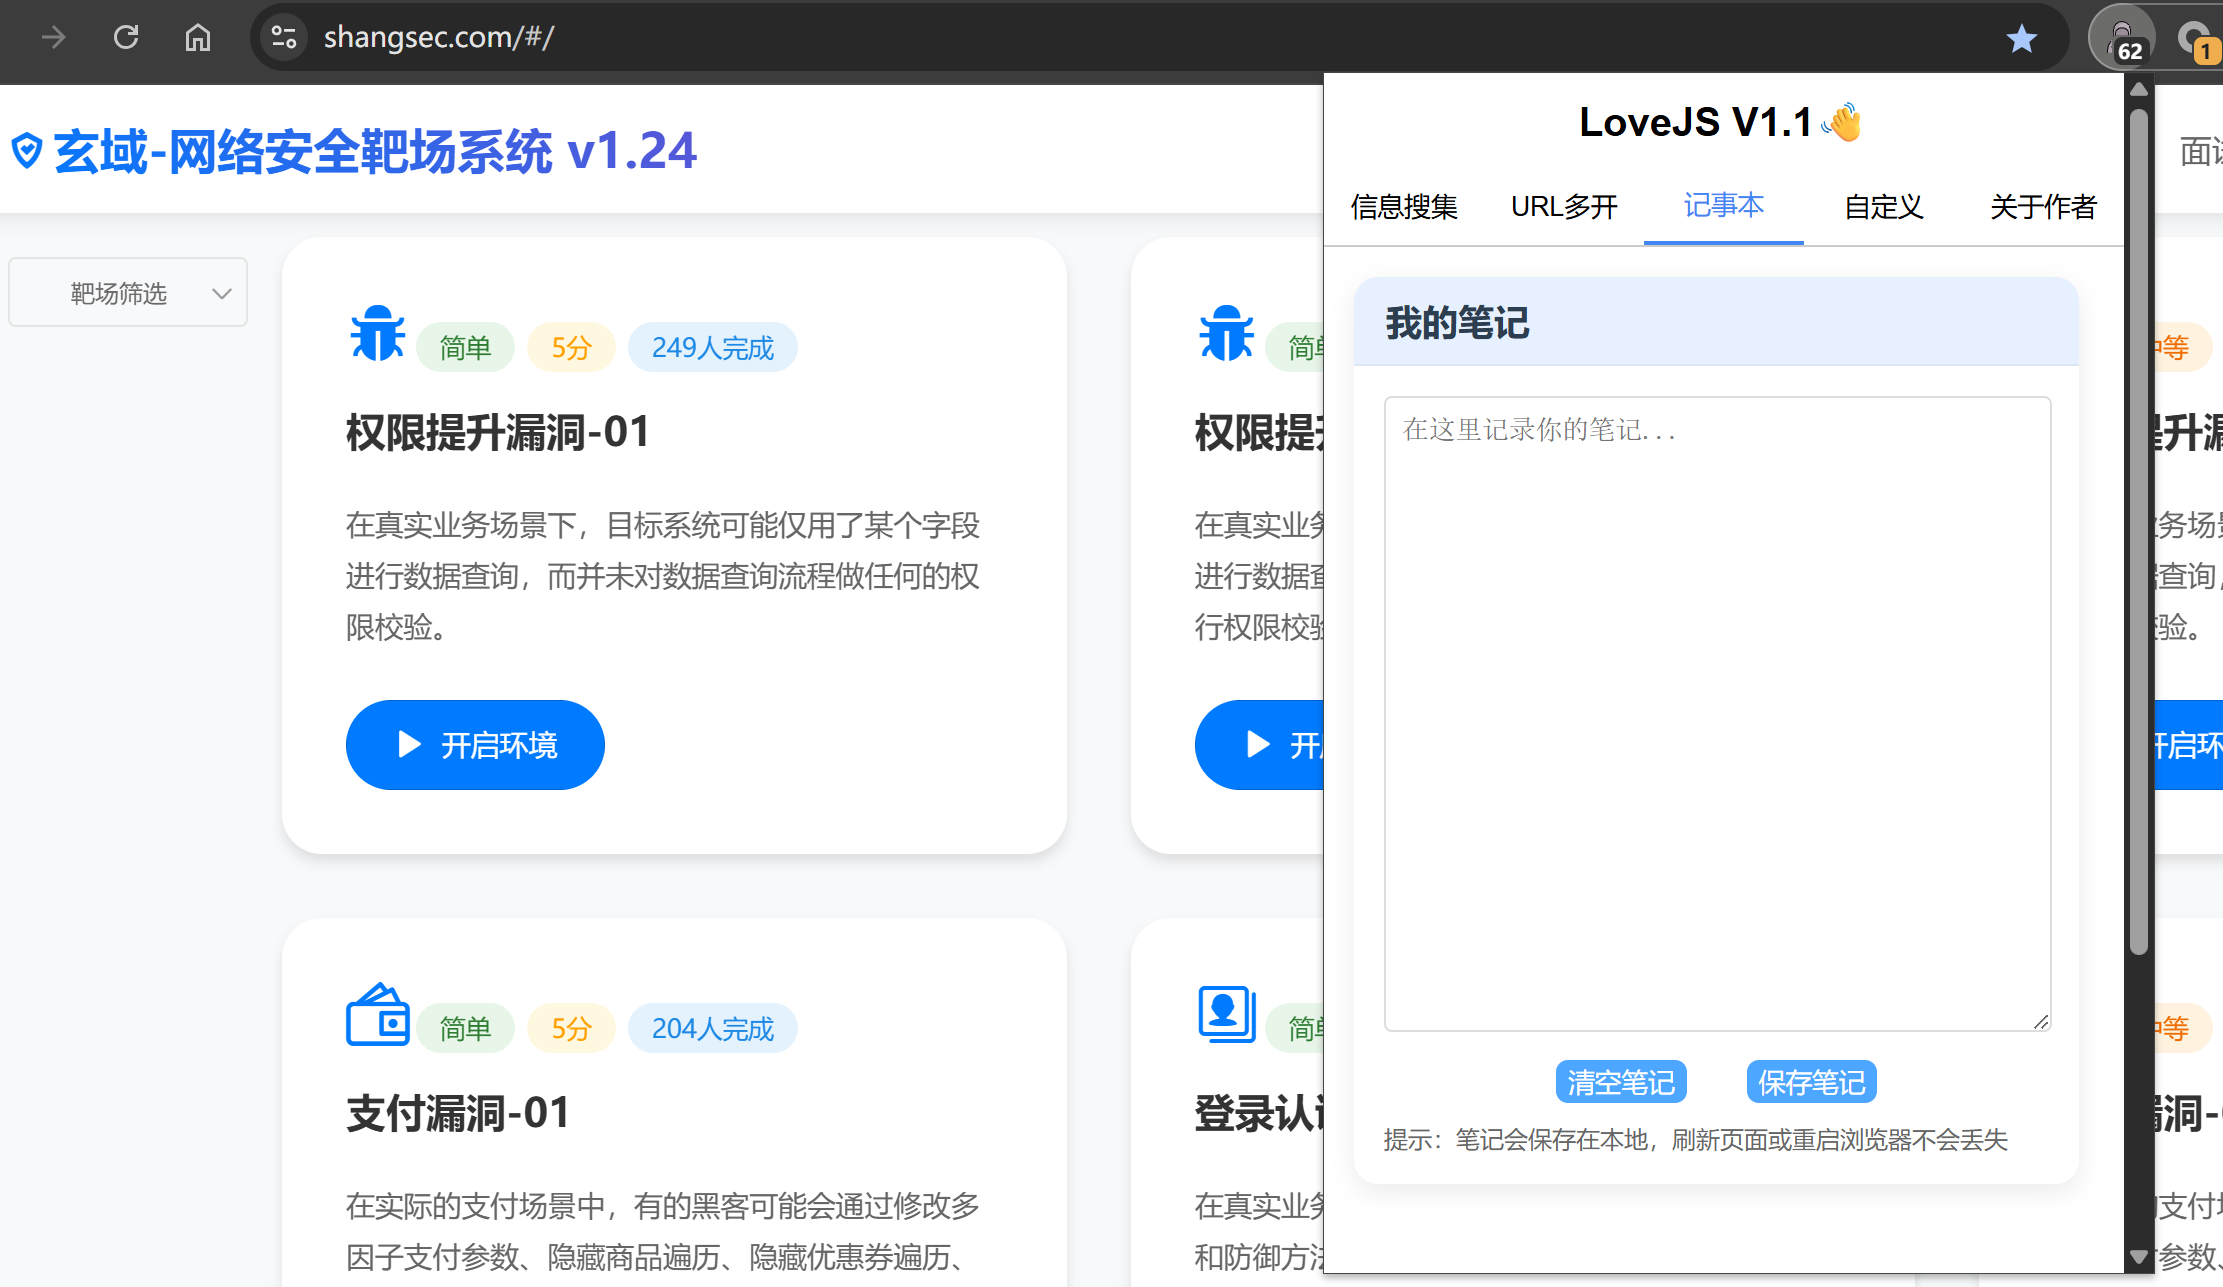 shangsec.com/#/
62
1
玄域-网络安全靶场系统 v1.24
靶场筛选
简单
5分
249人完成
权限提升漏洞-01
在真实业务场景下，目标系统可能仅用了某个字段
进行数据查询，而并未对数据查询流程做任何的权
限校验。
开启环境
简单
5分
204人完成
支付漏洞-01
在实际的支付场景中，有的黑客可能会通过修改多
因子支付参数、隐藏商品遍历、隐藏优惠券遍历、
权限提
在真实业务
进行数据查
行权限校验
登录认
在真实业务
和防御方法
LoveJS V1.1
信息搜集
URL多开
记事本
自定义
关于作者
我的笔记
在这里记录你的笔记...
清空笔记
保存笔记
提示：笔记会保存在本地，刷新页面或重启浏览器不会丢失
面试
等
升漏
务场景
查询，
验。
开启环
等
洞-
支付场
参数、